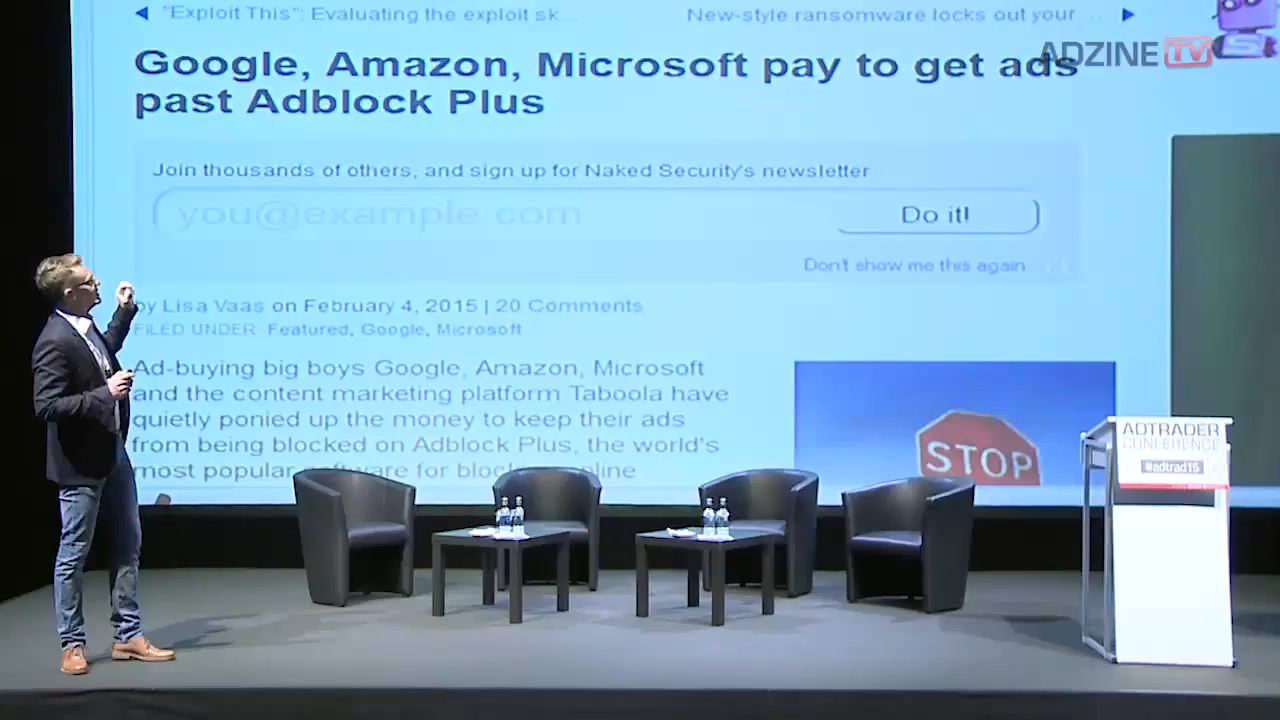 "Exploit This": Evaluating the exploit sk...
New-style ransomware locks out your ...
ADZINE TV
Google, Amazon, Microsoft pay to get ads
past Adblock Plus
Join thousands of others, and sign up for Naked Security's newsletter
you@example.com
Do it!
Don't show me this again
by Lisa Vaas on February 4, 2015 | 20 Comments
FILED UNDER Featured, Google, Microsoft
Ad-buying big boys Google, Amazon, Microsoft
and the content marketing platform Taboola have
quietly ponied up the money to keep their ads
from being blocked on Adblock Plus, the world's
most popular software for blocking online
STOP
ADTRADER
CONFERENCE
#adtrad15